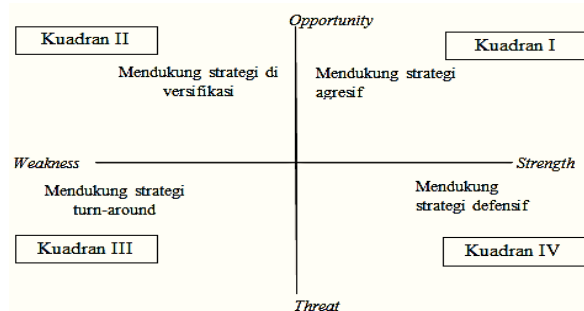 Opportunity
Kuadran II
Kuadran I
Mendukung strategi di
versifikasi
Mendukung strategi
agresif
Weakness
Strength
Mendukung strategi
turn-around
Mendukung
strategi defensif
Kuadran III
Kuadran IV
Threat